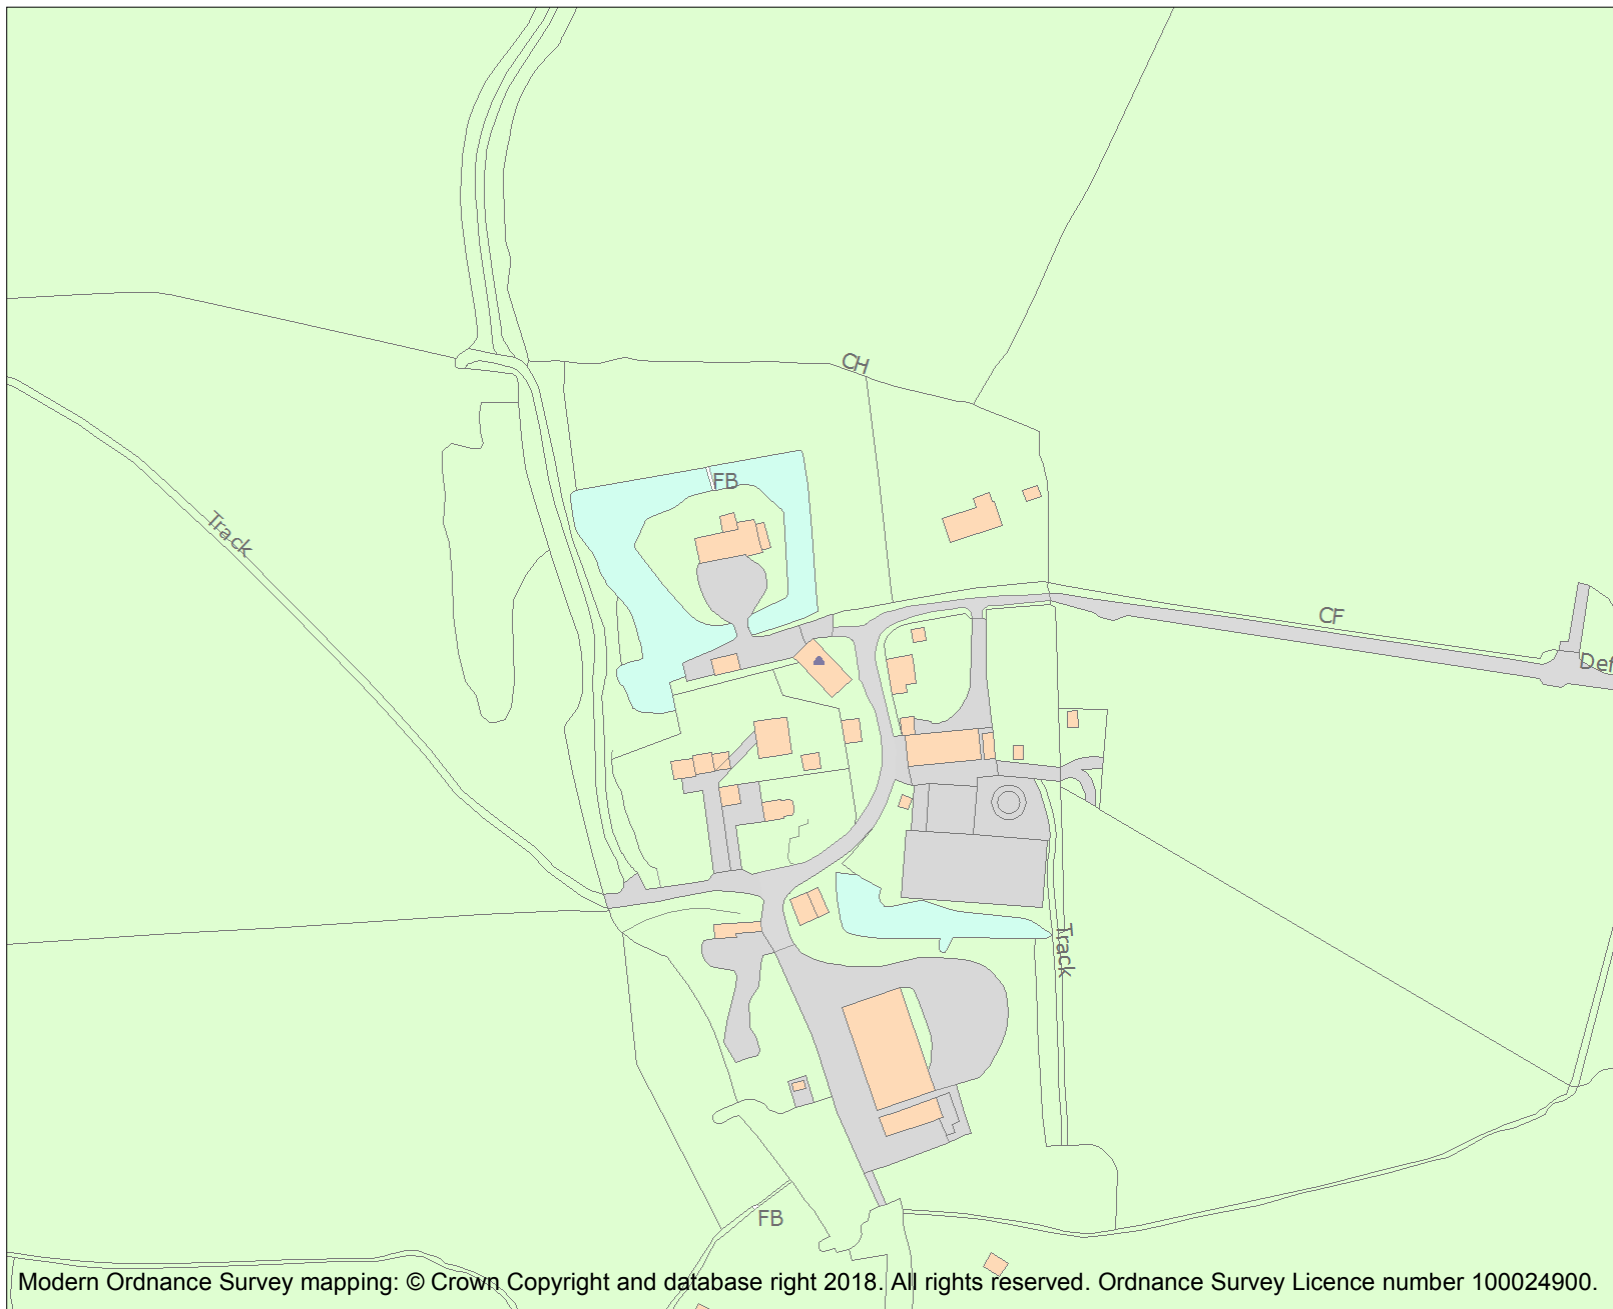 CH
FB
Track
CF
Def
Track
FB
Modern Ordnance Survey mapping: © Crown Copyright and database right 2018. All rights reserved. Ordnance Survey Licence number 100024900.